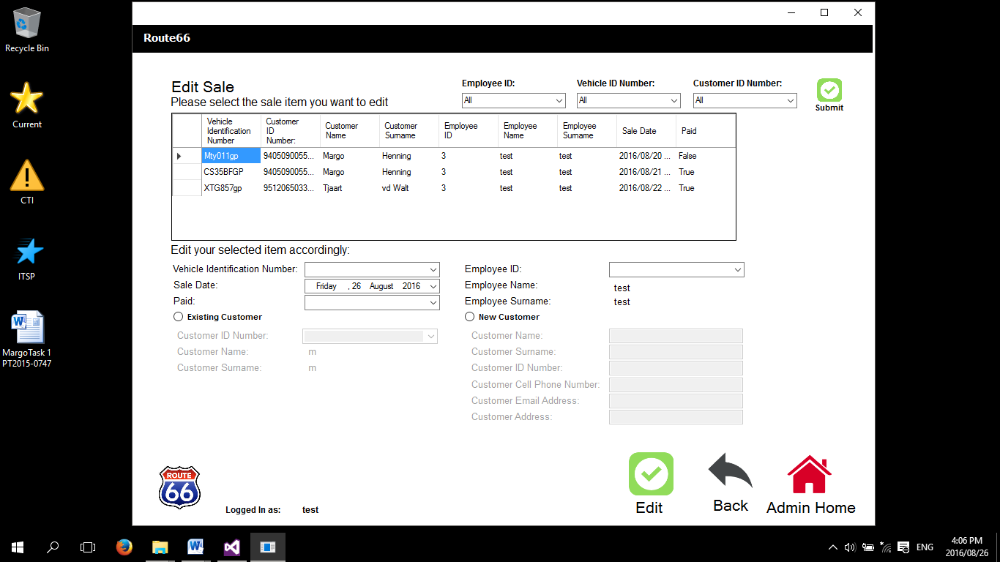 Recycle Bin
Current
CTI
ITSP
MargoTask 1
PT2015-0747
Route66
Edit Sale
Please select the sale item you want to edit
Employee ID:
All
Vehicle ID Number:
All
Customer ID Number:
All
Submit
Vehicle Identification Number Customer ID Number: Customer Name Customer Surname Employee ID Employee Name Employee Surname Sale Date Paid
Mty011gp 9405090055... Margo Henning 3 test test 2016/08/20 ... False
CS35BFGP 9405090055... Margo Henning 3 test test 2016/08/21 ... True
XTG857gp 9512065033... Tjaart vd Walt 3 test test 2016/08/22 ... True
Edit your selected item accordingly:
Vehicle Identification Number:
Sale Date: Friday , 26 August 2016
Paid:
Existing Customer
Customer ID Number:
Customer Name: m
Customer Surname: m
Employee ID:
Employee Name: test
Employee Surname: test
New Customer
Customer Name:
Customer Surname:
Customer ID Number:
Customer Cell Phone Number:
Customer Email Address:
Customer Address:
ROUTE
66
Logged In as: test
Edit
Back
Admin Home
ENG
4:06 PM
2016/08/26